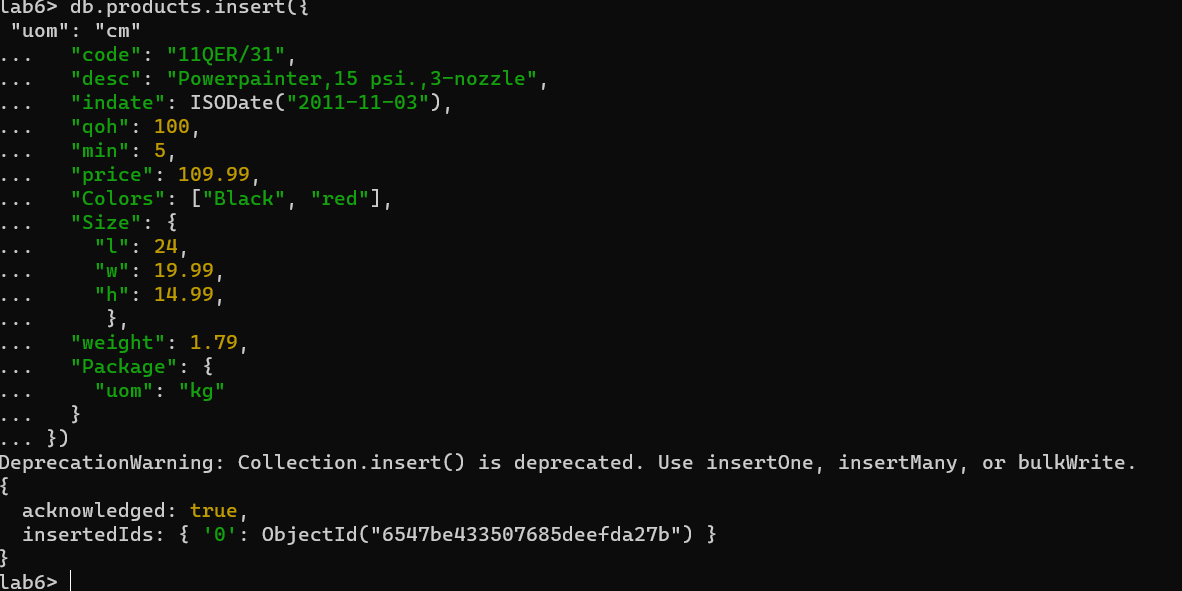 lab6> db.products.insert({
 "uom": "cm"
...   "code": "11QER/31",
...   "desc": "Powerpainter,15 psi.,3-nozzle",
...   "indate": ISODate("2011-11-03"),
...   "qoh": 100,
...   "min": 5,
...   "price": 109.99,
...   "Colors": ["Black", "red"],
...   "Size": {
...     "l": 24,
...     "w": 19.99,
...     "h": 14.99,
...      },
...   "weight": 1.79,
...   "Package": {
...     "uom": "kg"
...   }
... })
DeprecationWarning: Collection.insert() is deprecated. Use insertOne, insertMany, or bulkWrite.
{
  acknowledged: true,
  insertedIds: { '0': ObjectId("6547be433507685deefda27b") }
}
lab6>